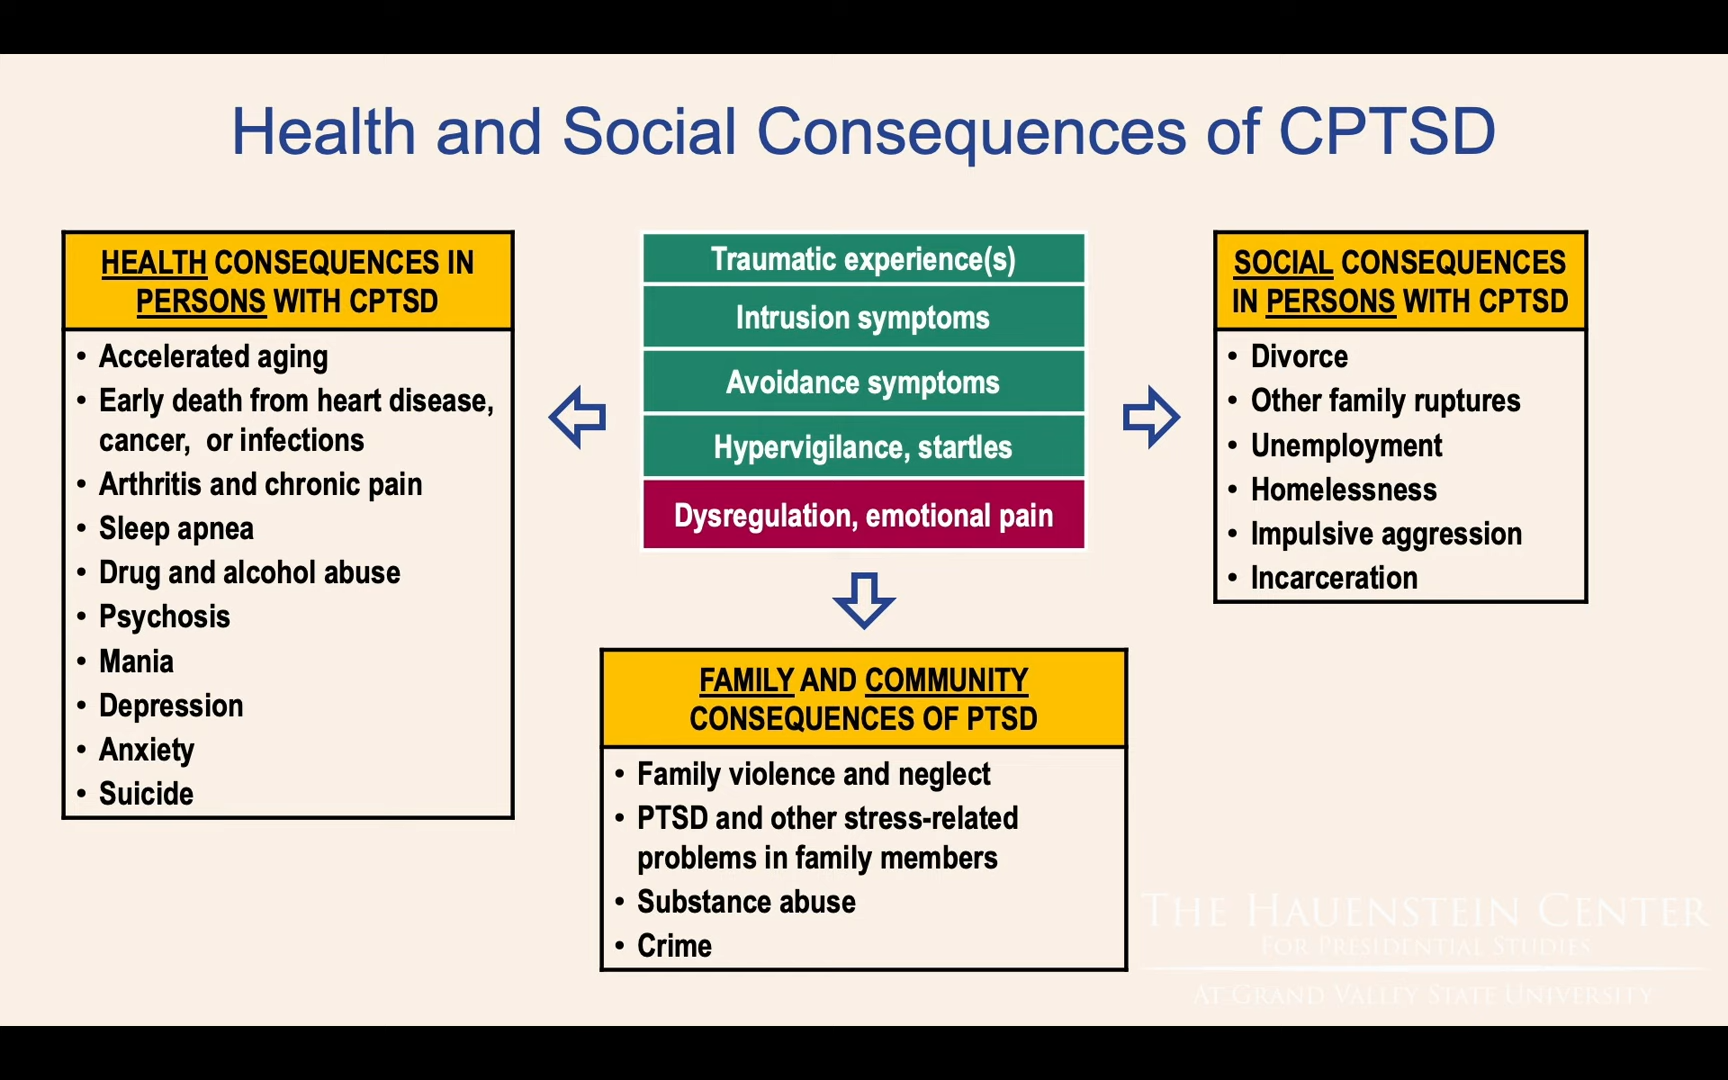 Health and Social Consequences of CPTSD
HEALTH CONSEQUENCES IN
PERSONS WITH CPTSD
• Accelerated aging
• Early death from heart disease,
cancer, or infections
• Arthritis and chronic pain
• Sleep apnea
• Drug and alcohol abuse
• Psychosis
• Mania
• Depression
• Anxiety
• Suicide
Traumatic experience(s)
Intrusion symptoms
Avoidance symptoms
Hypervigilance, startles
Dysregulation, emotional pain
SOCIAL CONSEQUENCES
IN PERSONS WITH CPTSD
• Divorce
• Other family ruptures
• Unemployment
• Homelessness
• Impulsive aggression
• Incarceration
FAMILY AND COMMUNITY
CONSEQUENCES OF PTSD
• Family violence and neglect
• PTSD and other stress-related
problems in family members
• Substance abuse
• Crime
THE HAUENSTEIN CENTER
FOR PRESIDENTIAL STUDIES
AT GRAND VALLEY STATE UNIVERSITY